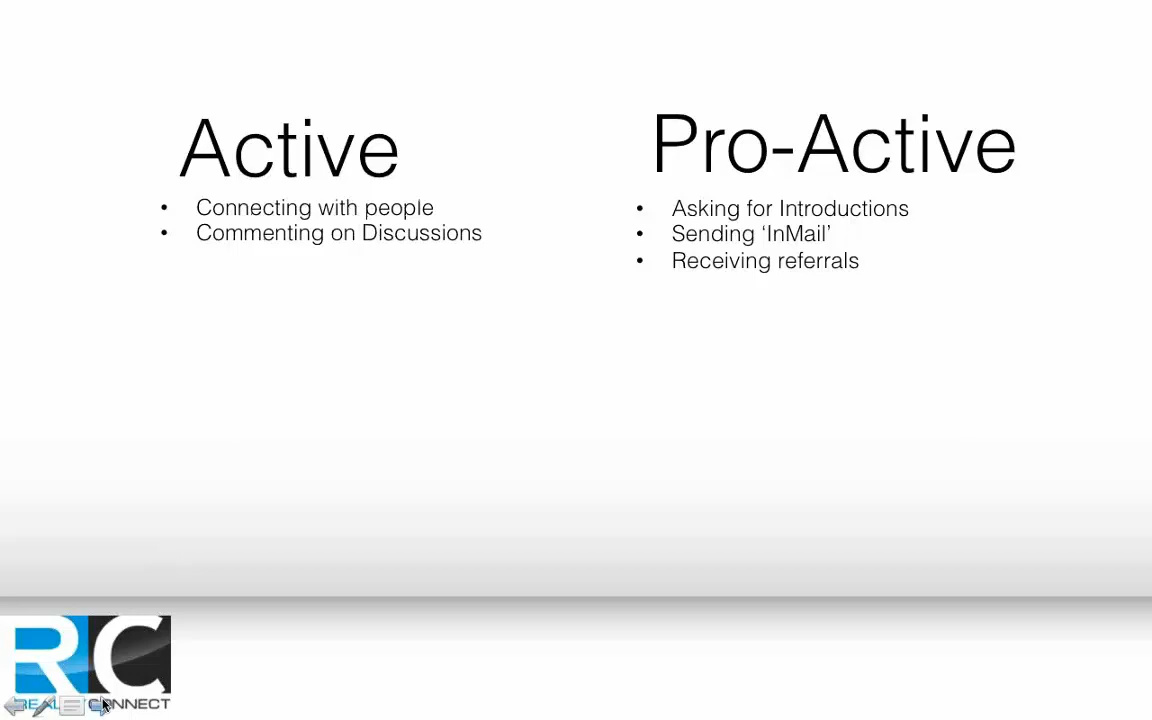 Active
• Connecting with people
• Commenting on Discussions
Pro-Active
• Asking for Introductions
• Sending ‘InMail’
• Receiving referrals
RC